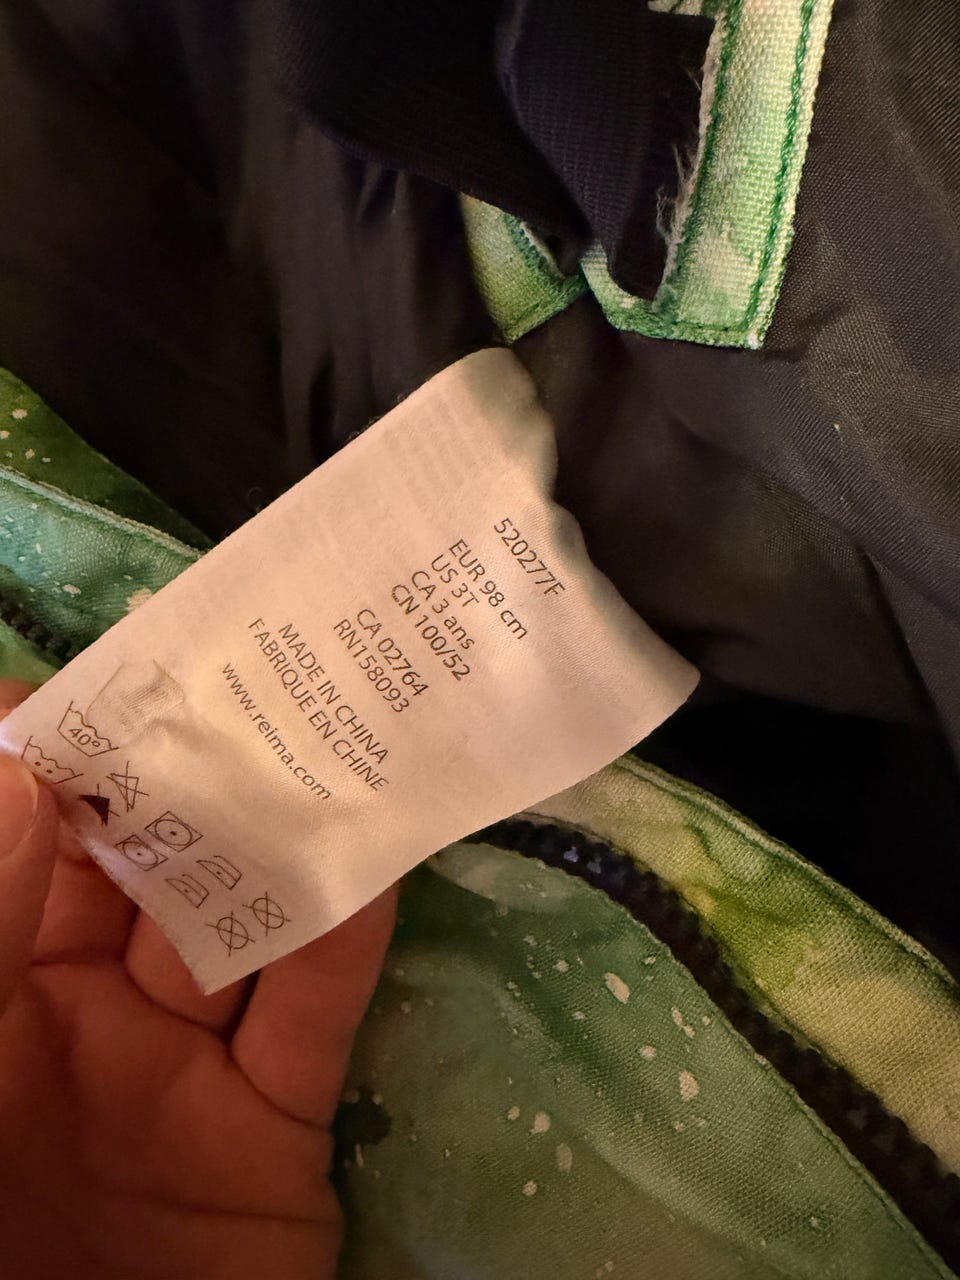 520277F
EUR 98 cm
US 3T
CA 3 ans
CN 100/52
CA 02764
RN158093
MADE IN CHINA
FABRIQUE EN CHINE
www.reima.com
40°